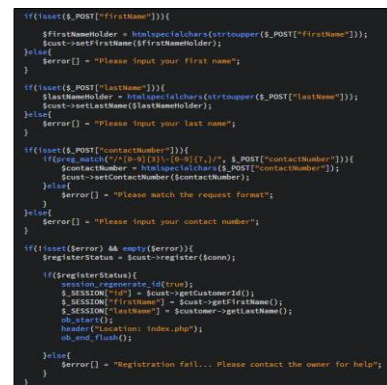 if(isset($_POST["firstName"])){
$firstNameHolder = htmlspecialchars(strtoupper($_POST["firstName"]));
$cust->setFirstName($firstNameHolder);
}else{
$error[] = "Please input your first name";
}
if(isset($_POST["lastName"])){
$lastNameHolder = htmlspecialchars(strtoupper($_POST["lastName"]));
$cust->setLastName($lastNameHolder);
}else{
$error[] = "Please input your last name";
}
if(isset($_POST["contactNumber"])){
if(preg_match("/^[0-9]{3}\-[0-9]{7,}/", $_POST["contactNumber"])){
$contactNumber = htmlspecialchars($_POST["contactNumber"]);
$cust->setContactNumber($contactNumber);
}else{
$error[] = "Please match the request format";
}
}else{
$error[] = "Please input your contact number";
}
if(!isset($error) && empty($error)){
$registerStatus = $cust->register($conn);
if($registerStatus){
session_regenerate_id(true);
$_SESSION["id"] = $cust->getCustomerId();
$_SESSION["firstName"] = $cust->getFirstName();
$_SESSION["lastName"] = $customer->getLastName();
ob_start();
header("Location: index.php");
ob_end_flush();
}else{
$error[] = "Registration fail... Please contact the owner for help";
}
}